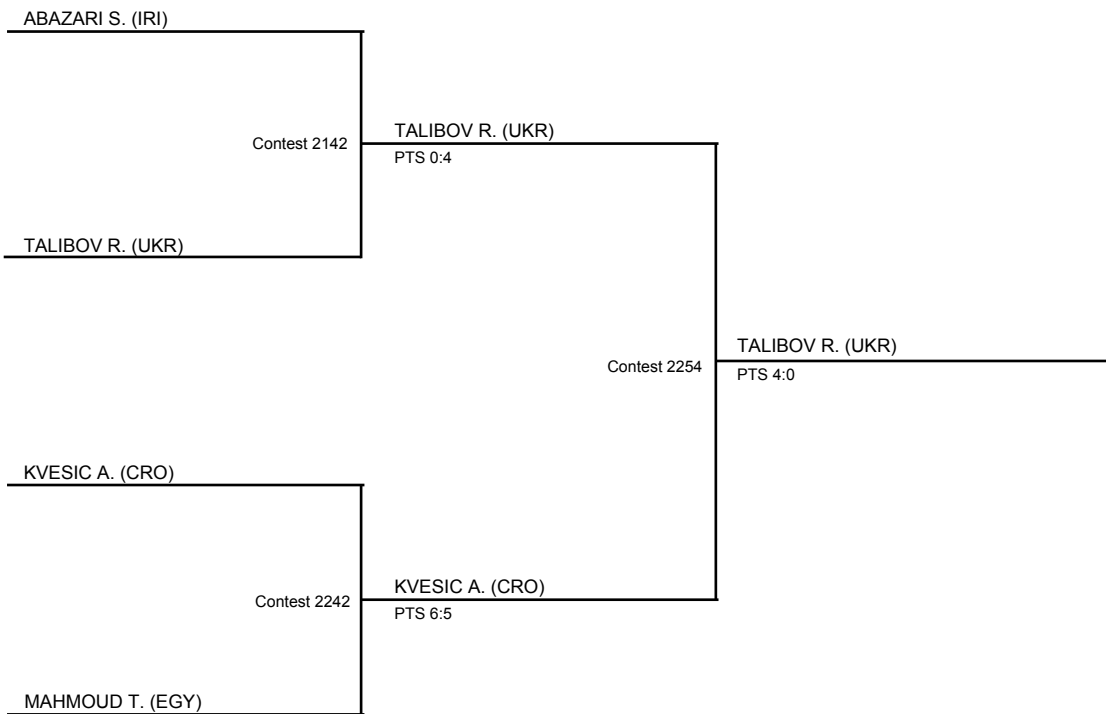 ABAZARI S. (IRI)
Contest 2142
TALIBOV R. (UKR)
PTS 0:4
TALIBOV R. (UKR)
Contest 2254
TALIBOV R. (UKR)
PTS 4:0
KVESIC A. (CRO)
Contest 2242
KVESIC A. (CRO)
PTS 6:5
MAHMOUD T. (EGY)